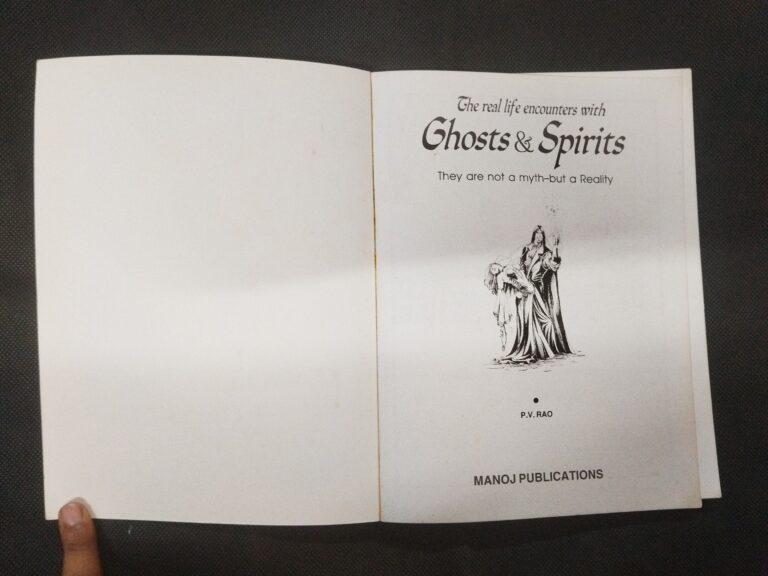 The real life encounters with
Ghosts & Spirits
They are not a myth–but a Reality
P.V. RAO
MANOJ PUBLICATIONS